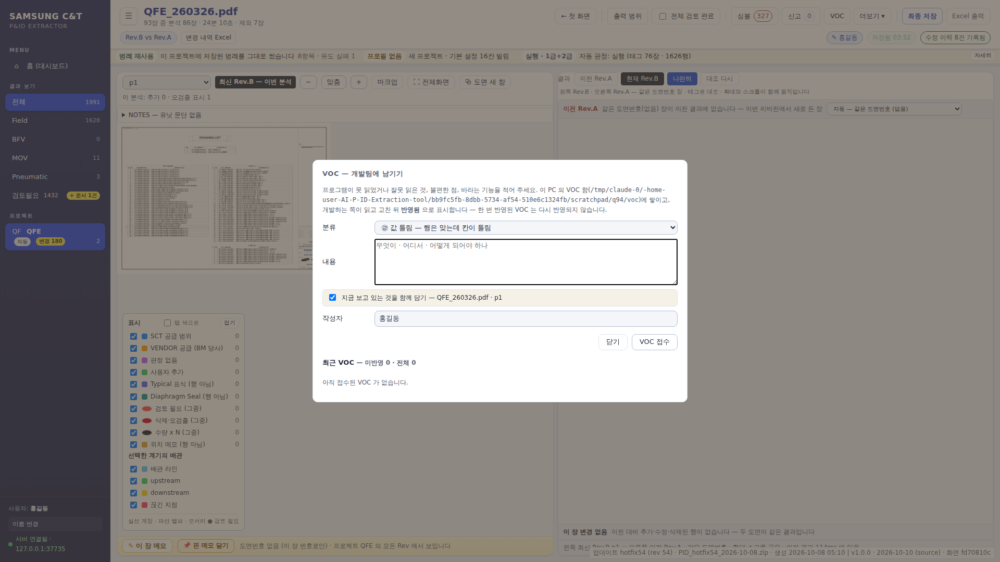 SAMSUNG C&T
P&ID EXTRACTOR
MENU
⌂ 홈 (대시보드)
결과 보기
전체 1991
Field 1628
BFV 0
MOV 11
Pneumatic 3
검토필요 1432 + 문서 1건
프로젝트
QF QFE
자동 변경 180 2
사용자: 홍길동
이름 변경
서버 연결됨 ·
127.0.0.1:37735
☰ QFE_260326.pdf
93장 중 분석 86장 · 24분 10초 · 제외 7장
← 첫 화면 출력 범위 전체 검토 완료 심볼 327 신고 0 VOC 더보기 ▾ 최종 저장 Excel 출력
Rev.B vs Rev.A 변경 내역 Excel ✎ 홍길동 저장됨 03:52 수정 이력 8건 기록됨
범례 재사용 이 프로젝트에 저장된 범례를 그대로 썼습니다 8항목 · 유도 실패 1 프로필 없음 새 프로젝트 · 기본 설정 16칸 빌림 실행 · 1급+2급 자동 판정: 실행 (태그 76장 · 1626행) 자세히
p1 최신 Rev.B — 이번 분석 − 맞춤 + 마크업 ⛶ 전체화면 ⧉ 도면 새 창
이 분석: 추가 0 · 오검출 표시 1
▶ NOTES — 유닛 문단 없음
DRAWING LIST
표시 탭 색으로 접기
SCT 공급 범위 0
VENDOR 공급 (BM 당사) 0
판정 없음 0
사용자 추가 0
Typical 표식 (행 아님) 0
Diaphragm Seal (행 아님) 0
검토 필요 (그중) 0
삭제·오검출 (그중) 0
수량 x N (그중) 0
위치 메모 (행 아님) 0
선택한 계기의 배관
배관 라인
upstream
downstream
끊긴 지점
실선 계장 · 파선 밸브 · 모서리 ● 검토 필요
✎ 이 장 메모 📌 핀 메모 달기 도면번호 없음 (이 장 번호로만) · 프로젝트 QFE 의 모든 Rev 에서 보입니다
결과 이전 Rev.A 현재 Rev.B 나란히 대조 다시
왼쪽 Rev.B · 오른쪽 Rev.A — 같은 도면번호 장 · 태그로 대조 · 확대와 스크롤이 함께 움직입니다
이전 Rev.A 같은 도면번호(없음) 장이 이전 결과에 없습니다 — 이번 리비전에서 새로 든 장 자동 — 같은 도면번호 (없음)
VOC — 개발팀에 남기기
프로그램이 못 읽었거나 잘못 읽은 것, 불편한 점, 바라는 기능을 적어 주세요. 이 PC 의 VOC 함(/tmp/claude-0/-home-
user-AI-P-ID-Extraction-tool/bb9fc5fb-8dbb-5734-af54-510e6c1324fb/scratchpad/q94/voc)에 쌓이고,
개발하는 쪽이 읽고 고친 뒤 반영됨 으로 표시합니다 — 한 번 반영된 VOC 는 다시 반영되지 않습니다.
분류 ㉣ 값 틀림 — 행은 맞는데 칸이 틀림
내용 무엇이 · 어디서 · 어떻게 되어야 하나
지금 보고 있는 것을 함께 담기 — QFE_260326.pdf · p1
작성자 홍길동
닫기 VOC 접수
최근 VOC — 미반영 0 · 전체 0
아직 접수된 VOC 가 없습니다.
이 장 변경 없음 이전 대비 추가·수정·삭제된 행이 없습니다 — 두 도면이 같은 결과입니다
왼쪽 최신
업데이트 hotfix54 (rev 54) · PID_hotfix54_2026-10-08.zip · 생성 2026-10-08 05:10 | v1.0.0 · 2026-10-10 (source) · 화면 fd70810c